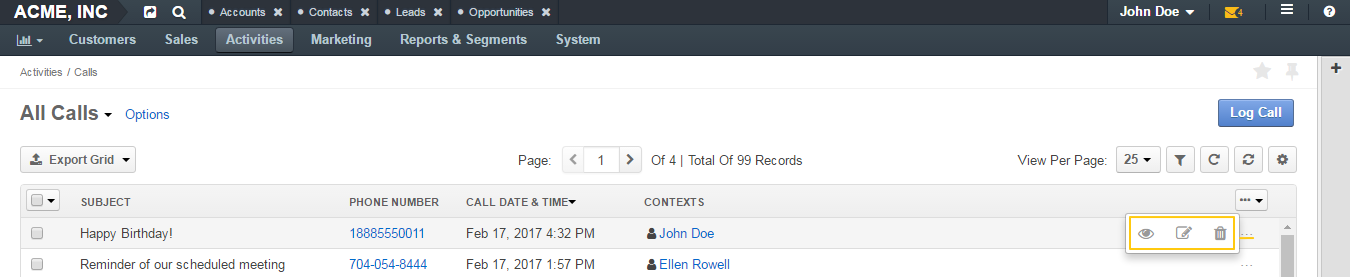 ACME, INC Accounts Contacts Leads Opportunities John Doe 4
Customers Sales Activities Marketing Reports & Segments System
Activities / Calls
All Calls Options Log Call
Export Grid Page: 1 Of 4 | Total Of 99 Records View Per Page: 25
SUBJECT PHONE NUMBER CALL DATE & TIME CONTEXTS
Happy Birthday! 18885550011 Feb 17, 2017 4:32 PM John Doe
Reminder of our scheduled meeting 704-054-8444 Feb 17, 2017 1:57 PM Ellen Rowell